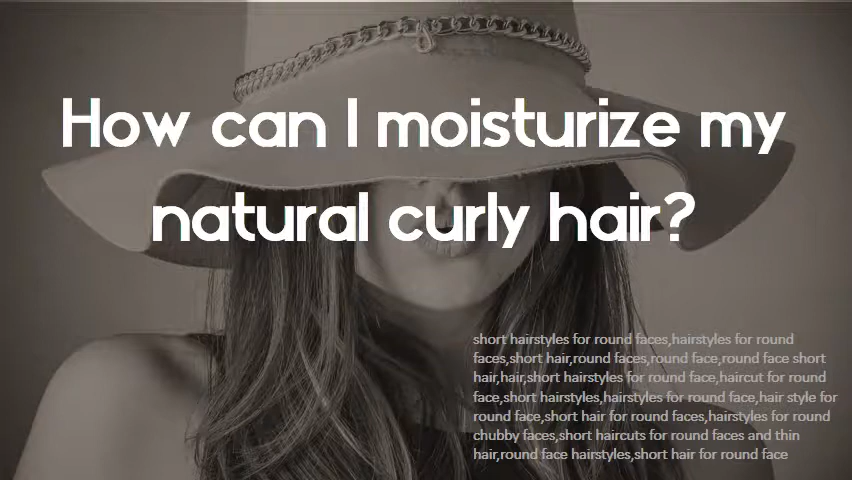 How can I moisturize my
natural curly hair?
short hairstyles for round faces,hairstyles for round
faces,short hair,round faces,round face,round face short
hair,hair,short hairstyles for round face,haircut for round
face,short hairstyles,hairstyles for round face,hair style for
round face,short hair for round faces,hairstyles for round
chubby faces,short haircuts for round faces and thin
hair,round face hairstyles,short hair for round face